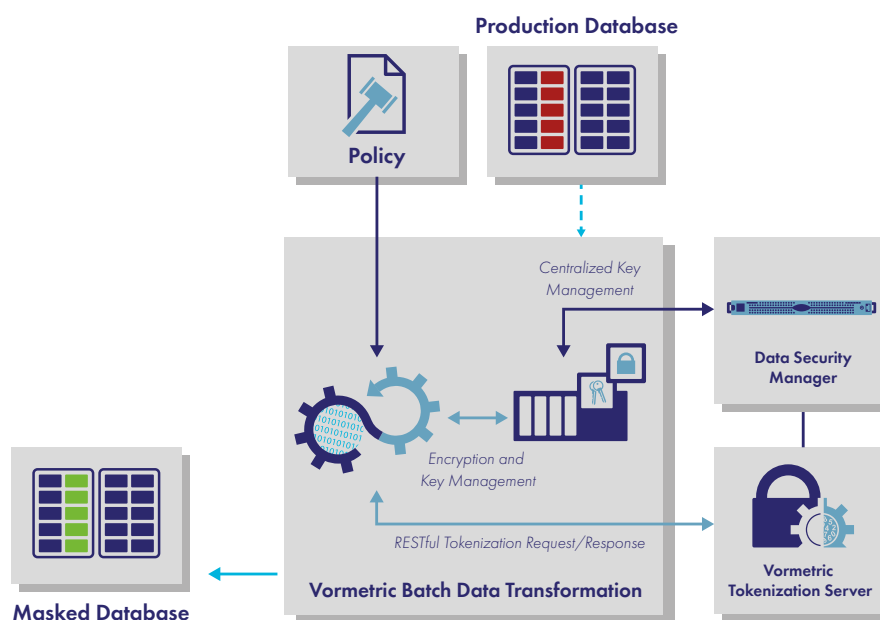 Production Database
Policy
Centralized Key
Management
Data Security
Manager
Encryption and
Key Management
RESTful Tokenization Request/Response
Vormetric Batch Data Transformation
Vormetric
Tokenization Server
Masked Database